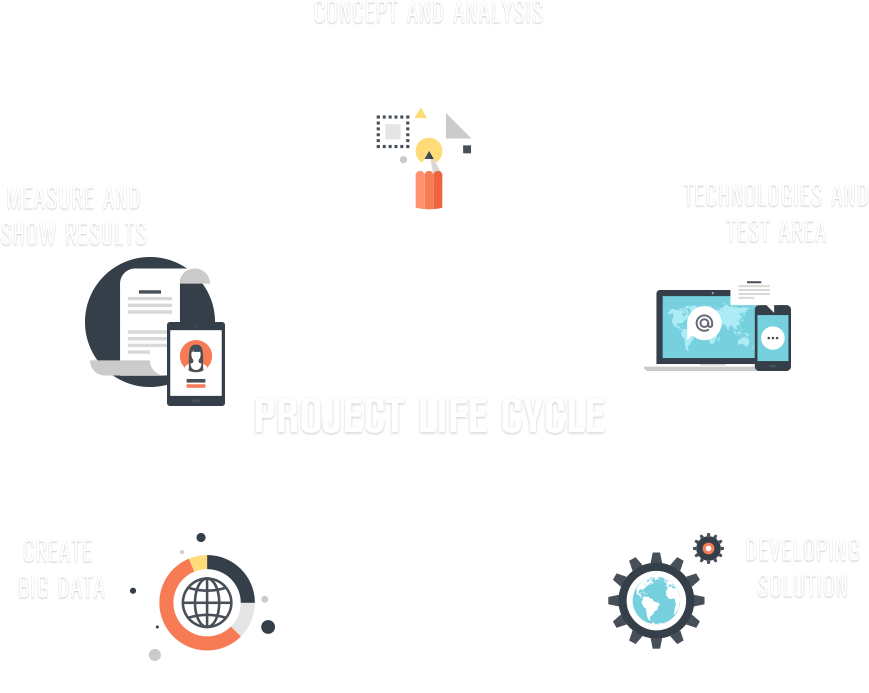 CONCEPT AND ANALYSIS
MEASURE AND
SHOW RESULTS
TECHNOLOGIES AND
TEST AREA
@
PROJECT LIFE CYCLE
CREATE
BIG DATA
DEVELOPING
SOLUTION